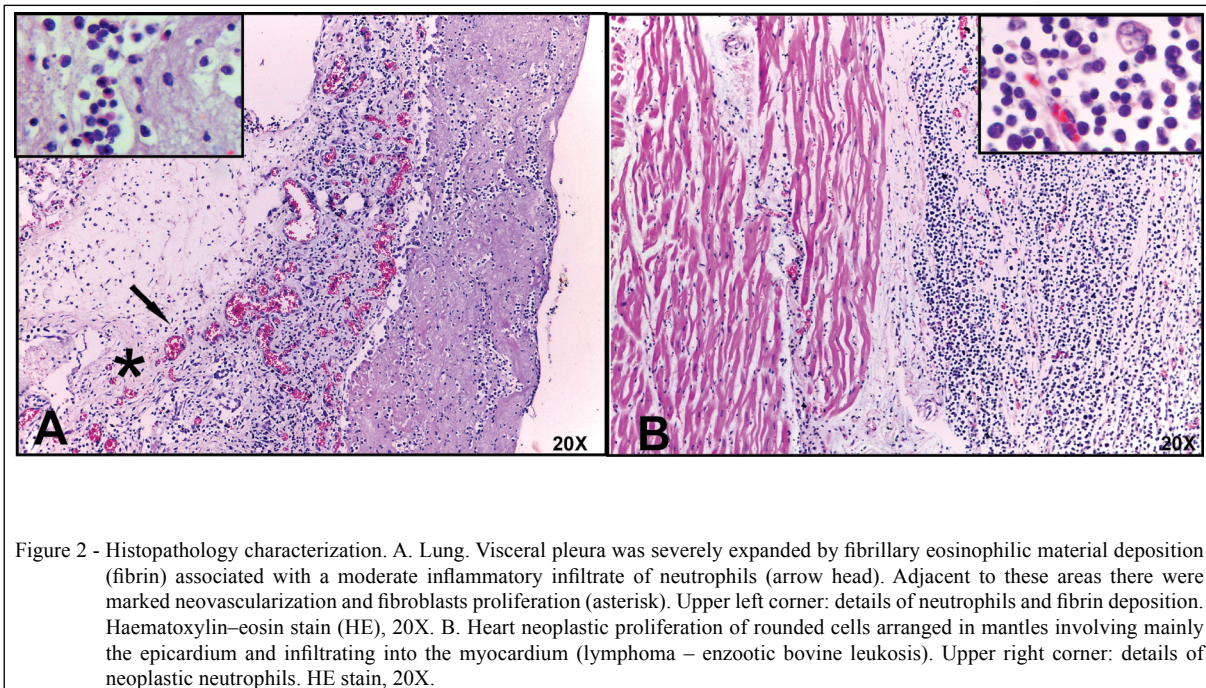 A
20X
B
20X
Figure 2 - Histopathology characterization. A. Lung. Visceral pleura was severely expanded by fibrillary eosinophilic material deposition
(fibrin) associated with a moderate inflammatory infiltrate of neutrophils (arrow head). Adjacent to these areas there were
marked neovascularization and fibroblasts proliferation (asterisk). Upper left corner: details of neutrophils and fibrin deposition.
Haematoxylin–eosin stain (HE), 20X. B. Heart neoplastic proliferation of rounded cells arranged in mantles involving mainly
the epicardium and infiltrating into the myocardium (lymphoma – enzootic bovine leukosis). Upper right corner: details of
neoplastic neutrophils. HE stain, 20X.